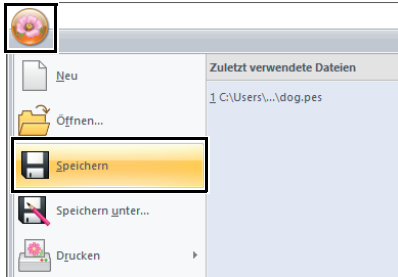 Neu
Öffnen...
Speichern
Speichern unter...
Drucken
Zuletzt verwendete Dateien
1 C:\Users\...\dog.pes